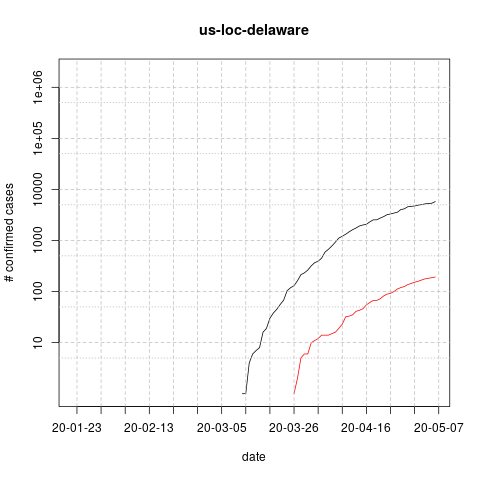 us-loc-delaware
# confirmed cases
1e+06
1e+05
10000
1000
100
10
20-01-23 20-02-13 20-03-05 20-03-26 20-04-16 20-05-07
date